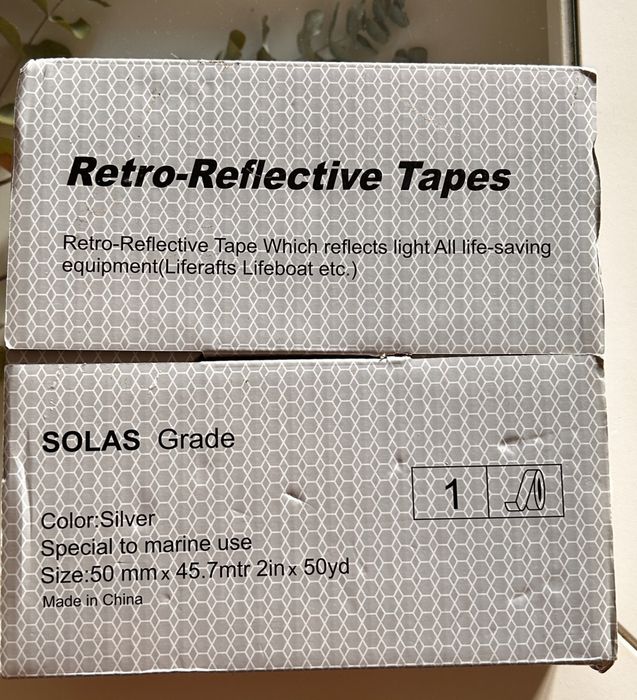 Retro-Reflective Tapes
Retro-Reflective Tape Which reflects light All life-saving
equipment(Liferafts Lifeboat etc.)
SOLAS Grade
1
Color:Silver
Special to marine use
Size:50 mm x 45.7mtr 2in x 50yd
Made in China